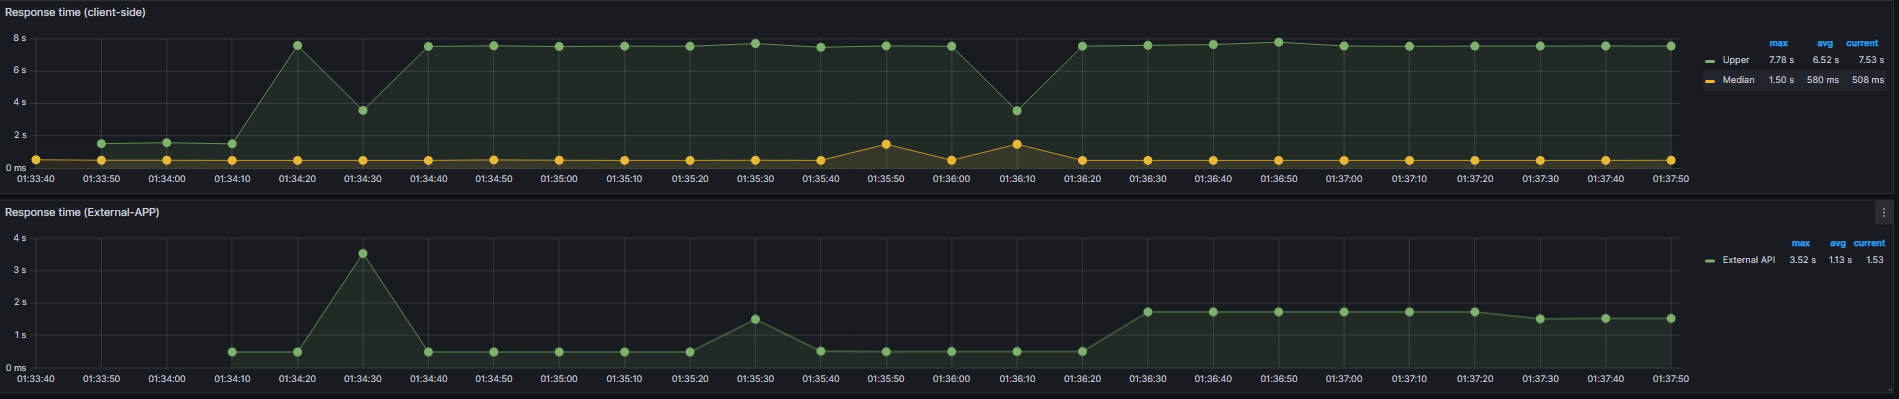 Response time (client-side)
8 s
6 s
4 s
2 s
0 ms
01:33:40 01:33:50 01:34:00 01:34:10 01:34:20 01:34:30 01:34:40 01:34:50 01:35:00 01:35:10 01:35:20 01:35:30 01:35:40 01:35:50 01:36:00 01:36:10 01:36:20 01:36:30 01:36:40 01:36:50 01:37:00 01:37:10 01:37:20 01:37:30 01:37:40 01:37:50
max avg current
Upper 7.78 s 6.52 s 7.53 s
Median 1.50 s 580 ms 508 ms
Response time (External-APP)
4 s
3 s
2 s
1 s
0 ms
01:33:40 01:33:50 01:34:00 01:34:10 01:34:20 01:34:30 01:34:40 01:34:50 01:35:00 01:35:10 01:35:20 01:35:30 01:35:40 01:35:50 01:36:00 01:36:10 01:36:20 01:36:30 01:36:40 01:36:50 01:37:00 01:37:10 01:37:20 01:37:30 01:37:40 01:37:50
max avg current
External API 3.52 s 1.13 s 1.53